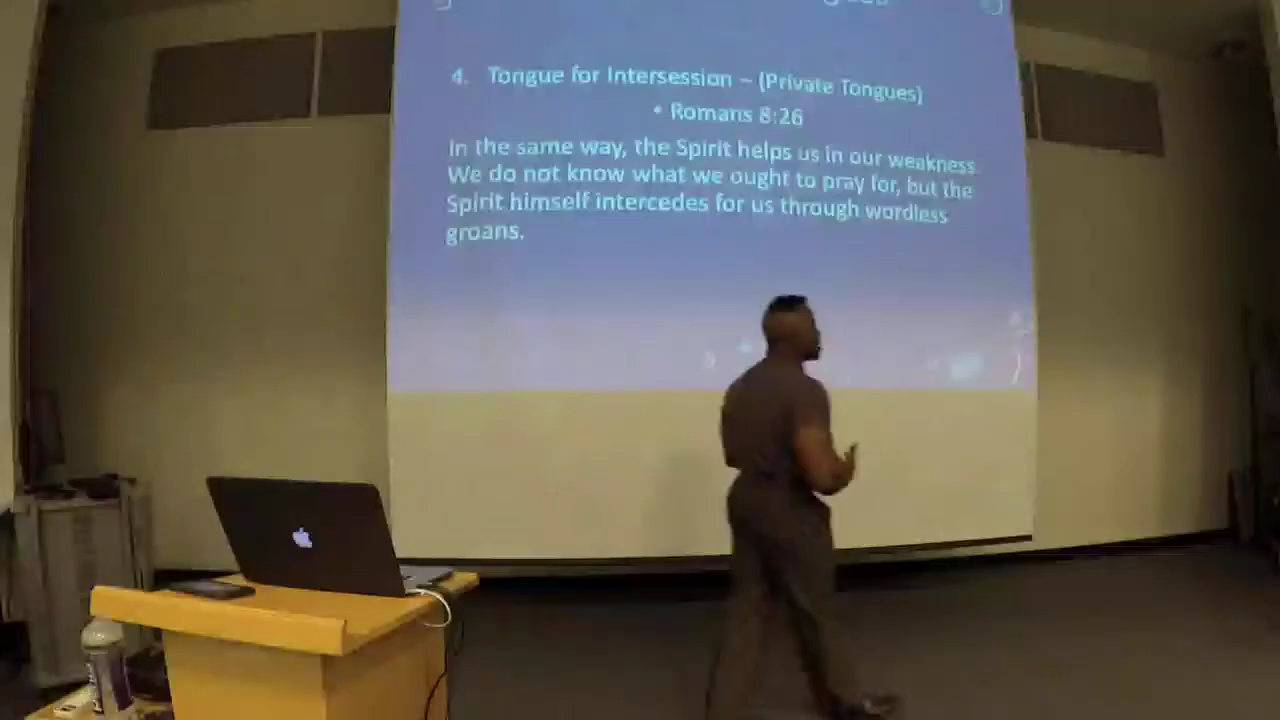 4. Tongue for Intersession – (Private Tongues)
• Romans 8:26
In the same way, the Spirit helps us in our weakness.
We do not know what we ought to pray for, but the
Spirit himself intercedes for us through wordless
groans.